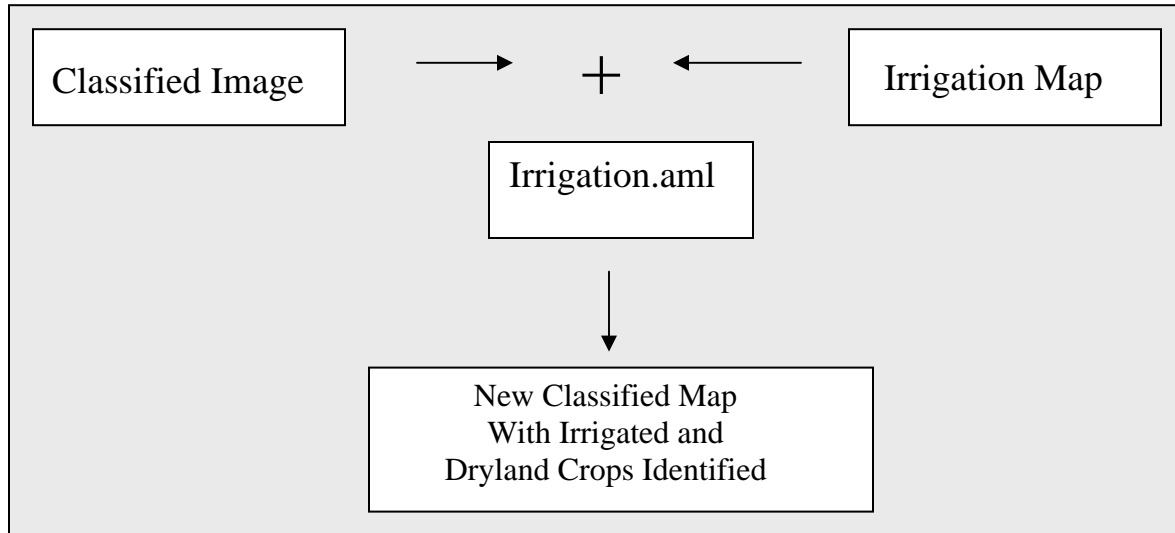 Classified Image
+
Irrigation Map
Irrigation.aml
New Classified Map
With Irrigated and
Dryland Crops Identified